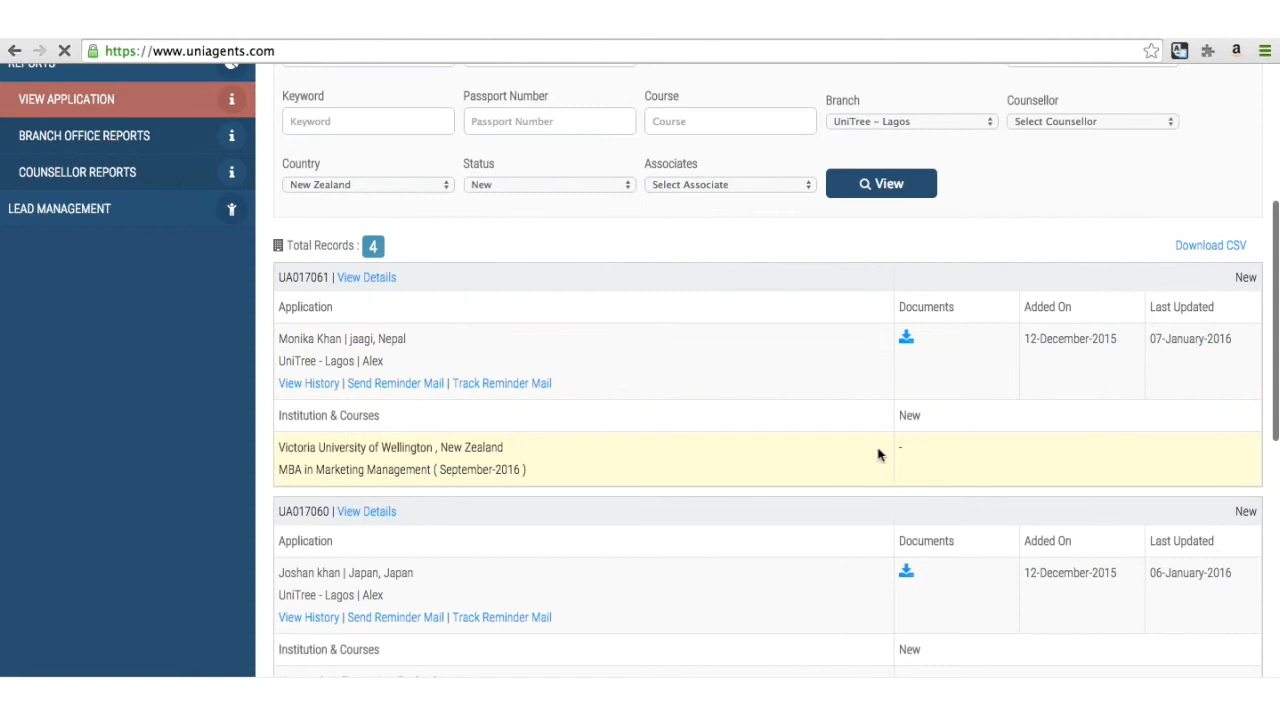 https://www.uniagents.com
REPORTS
VIEW APPLICATION
BRANCH OFFICE REPORTS
COUNSELLOR REPORTS
LEAD MANAGEMENT
Keyword Passport Number Course Branch Counsellor
Keyword Passport Number Course UniTree - Lagos Select Counsellor
Country Status Associates
New Zealand New Select Associate View
Total Records : 4 Download CSV
UA017061 | View Details New
Application Documents Added On Last Updated
Monika Khan | jaagi, Nepal 12-December-2015 07-January-2016
UniTree - Lagos | Alex
View History | Send Reminder Mail | Track Reminder Mail
Institution & Courses New
Victoria University of Wellington , New Zealand -
MBA in Marketing Management ( September-2016 )
UA017060 | View Details New
Application Documents Added On Last Updated
Joshan khan | Japan, Japan 12-December-2015 06-January-2016
UniTree - Lagos | Alex
View History | Send Reminder Mail | Track Reminder Mail
Institution & Courses New